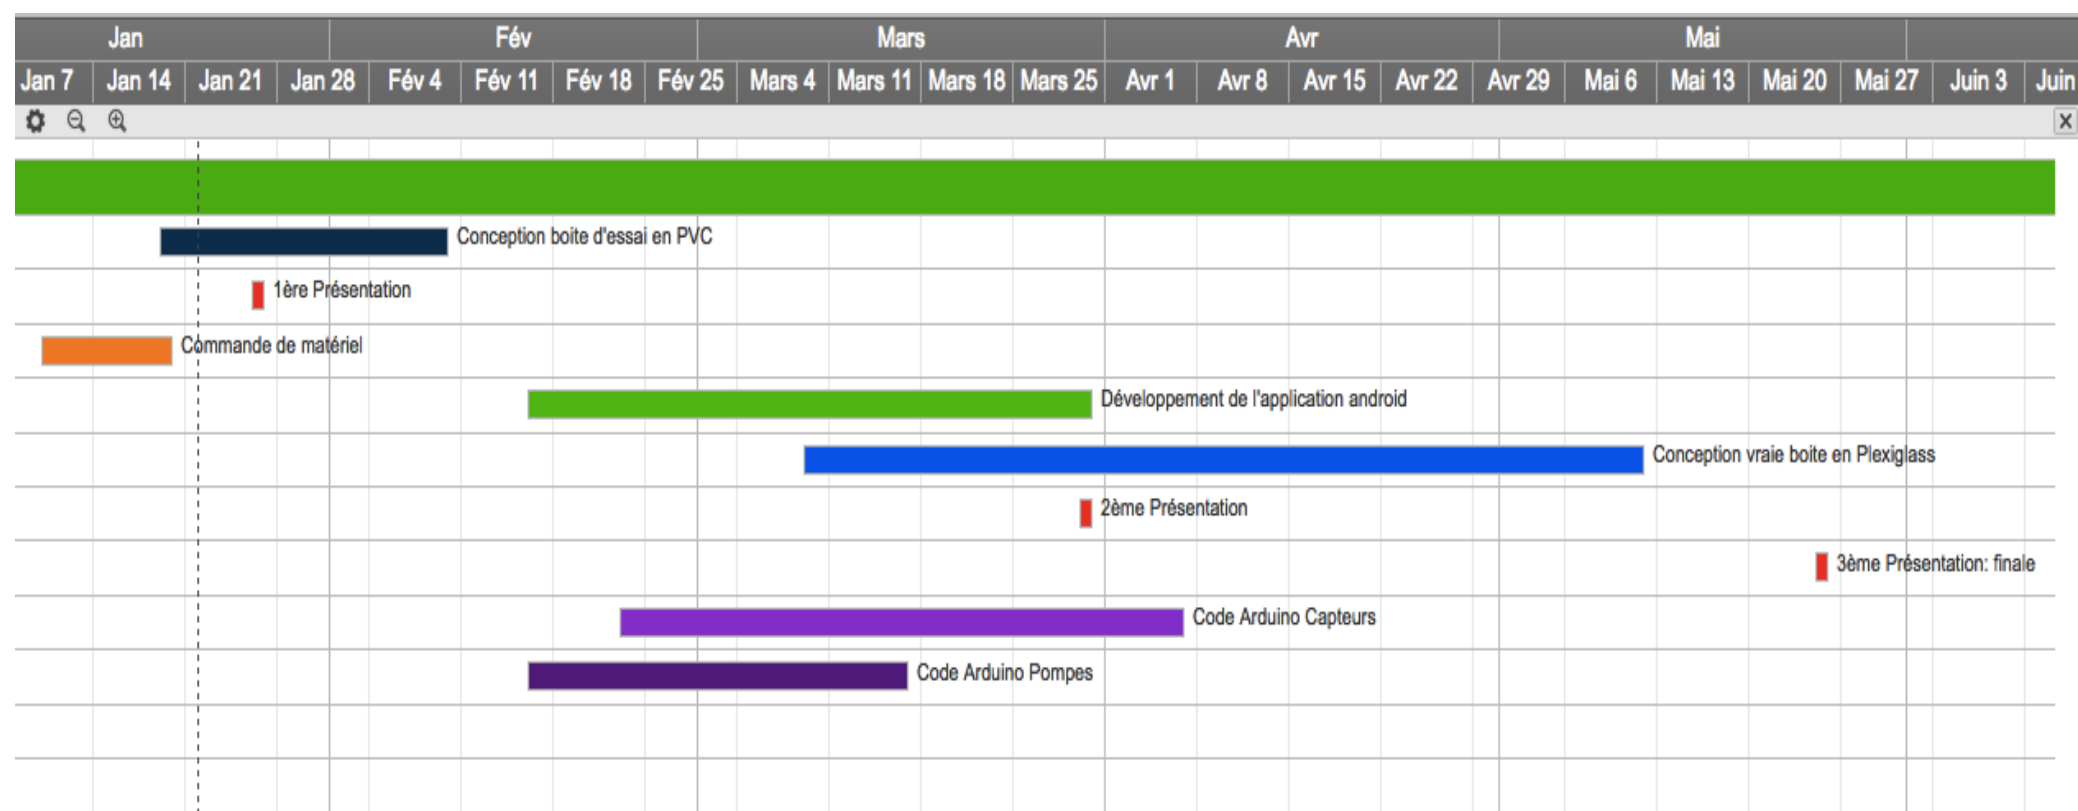 Jan Fév Mars Avr Mai
Jan 7 Jan 14 Jan 21 Jan 28 Fév 4 Fév 11 Fév 18 Fév 25 Mars 4 Mars 11 Mars 18 Mars 25 Avr 1 Avr 8 Avr 15 Avr 22 Avr 29 Mai 6 Mai 13 Mai 20 Mai 27 Juin 3 Juin
Conception boite d'essai en PVC
1ère Présentation
Commande de matériel
Développement de l'application android
Conception vraie boite en Plexiglass
2ème Présentation
3ème Présentation: finale
Code Arduino Capteurs
Code Arduino Pompes